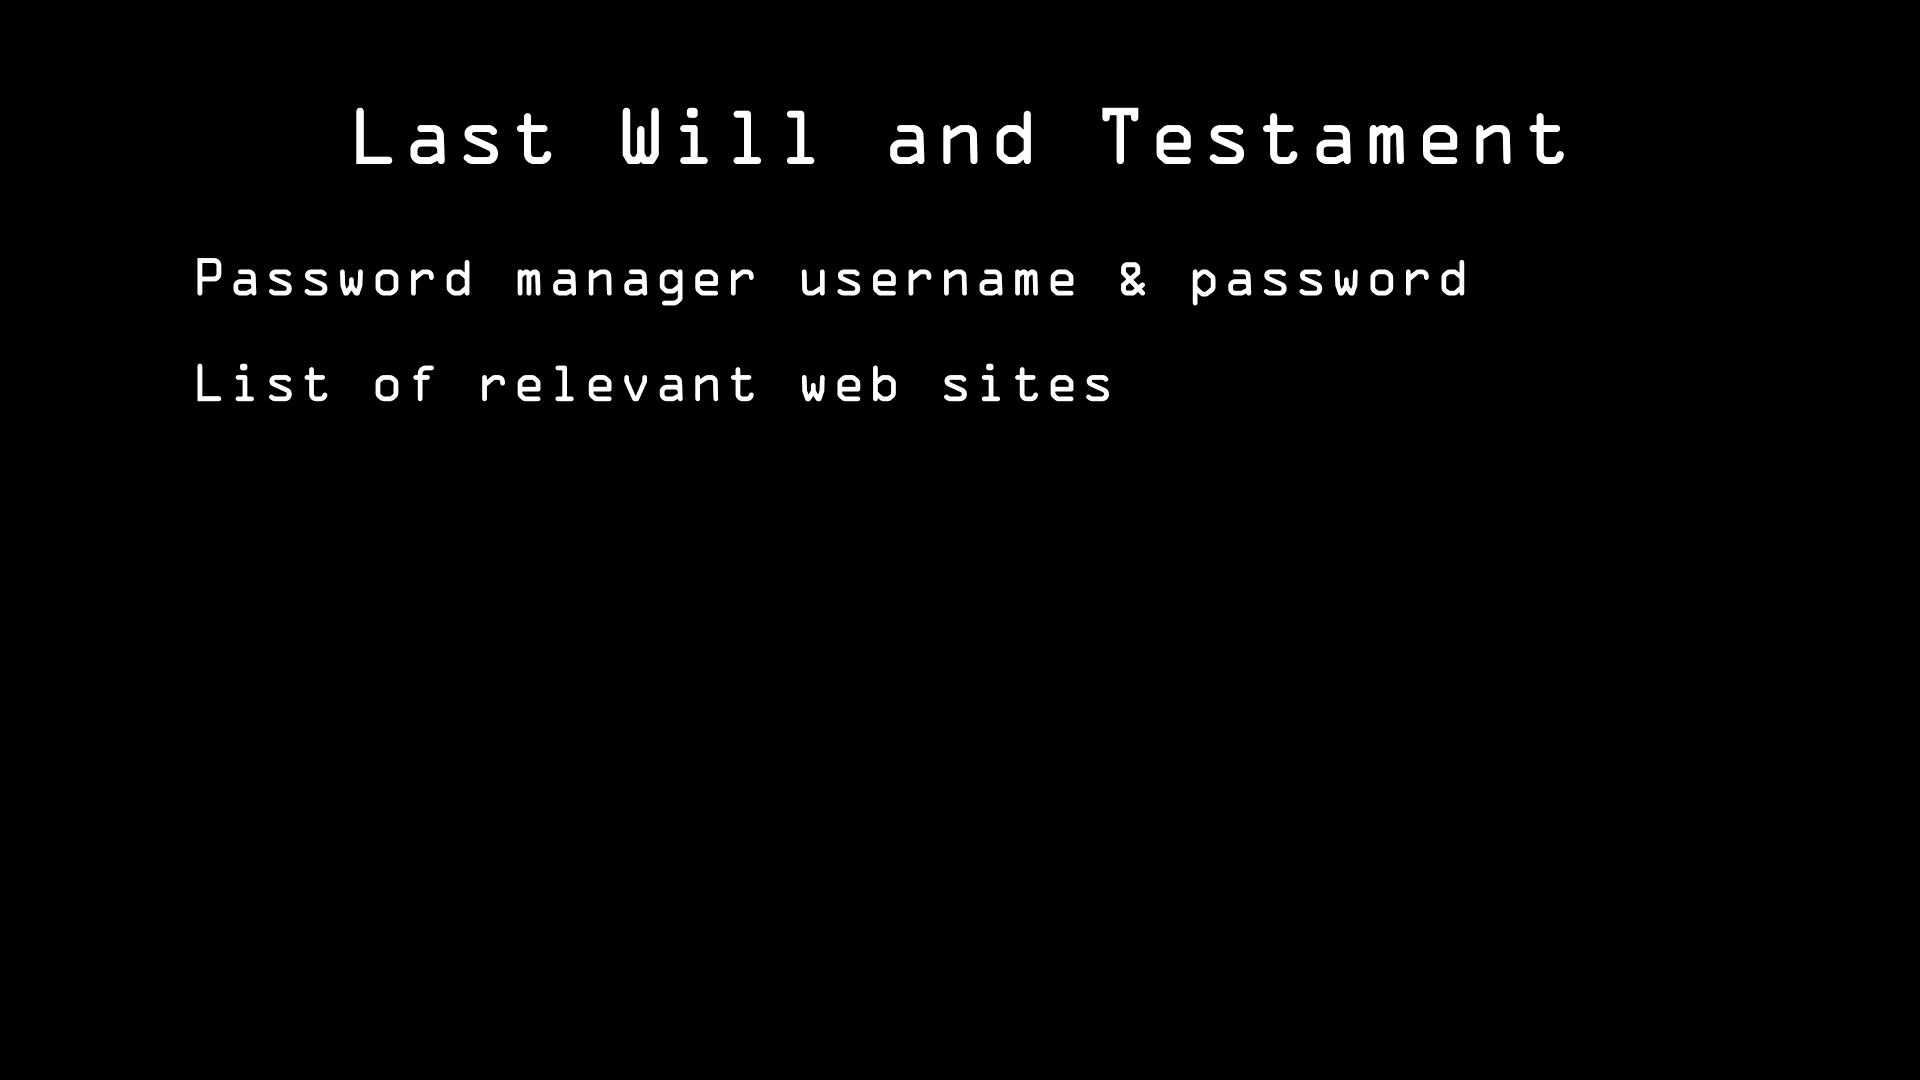 Last Will and Testament
Password manager username & password
List of relevant web sites